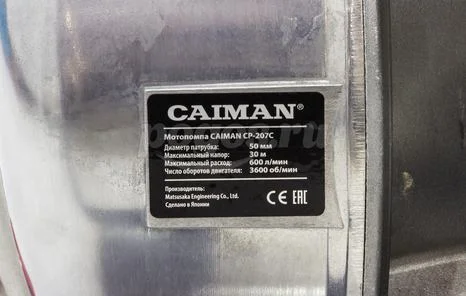 CAIMAN®
Мотопомпа CAIMAN CP-207C
Диаметр патрубка: 50 мм
Максимальный напор: 30 м
Максимальный расход: 600 л/мин
Число оборотов двигателя: 3600 об/мин
Производитель:
Matsusaka Engineering Co., Ltd.
Сделано в Японии
CE EAC